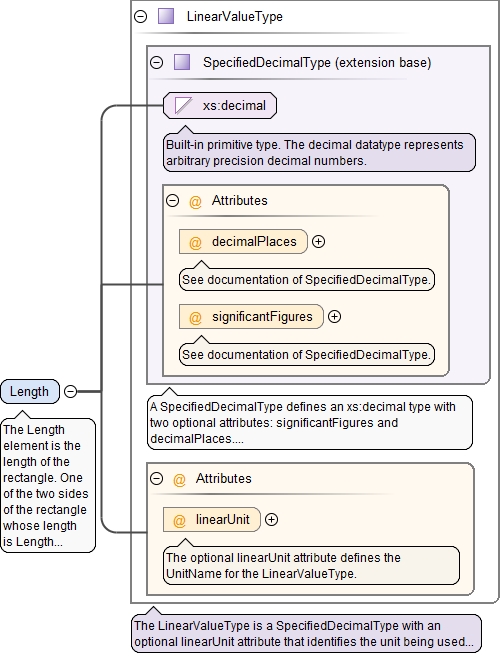 LinearValueType
SpecifiedDecimalType (extension base)
xs:decimal
Built-in primitive type. The decimal datatype represents
arbitrary precision decimal numbers.
@ Attributes
@ decimalPlaces
See documentation of SpecifiedDecimalType.
@ significantFigures
See documentation of SpecifiedDecimalType.
Length
The Length
element is the
length of the
rectangle. One
of the two sides
of the rectangle
whose length
is Length...
A SpecifiedDecimalType defines an xs:decimal type with
two optional attributes: significantFigures and
decimalPlaces....
@ Attributes
@ linearUnit
The optional linearUnit attribute defines the
UnitName for the LinearValueType.
The LinearValueType is a SpecifiedDecimalType with an
optional linearUnit attribute that identifies the unit being used...